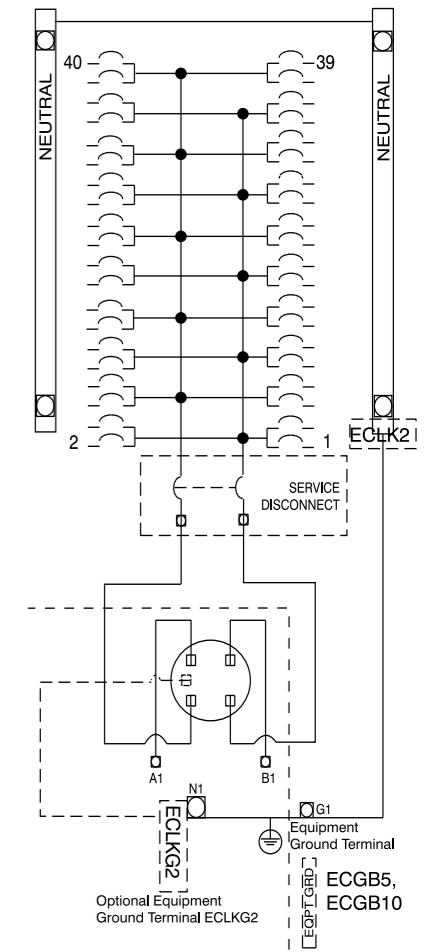 40
39
NEUTRAL
NEUTRAL
2
1
ECLK2
SERVICE
DISCONNECT
A1
B1
N1
G1
Equipment
Ground Terminal
ECLKG2
Optional Equipment
Ground Terminal ECLKG2
EQPT GRD
ECGB5,
ECGB10